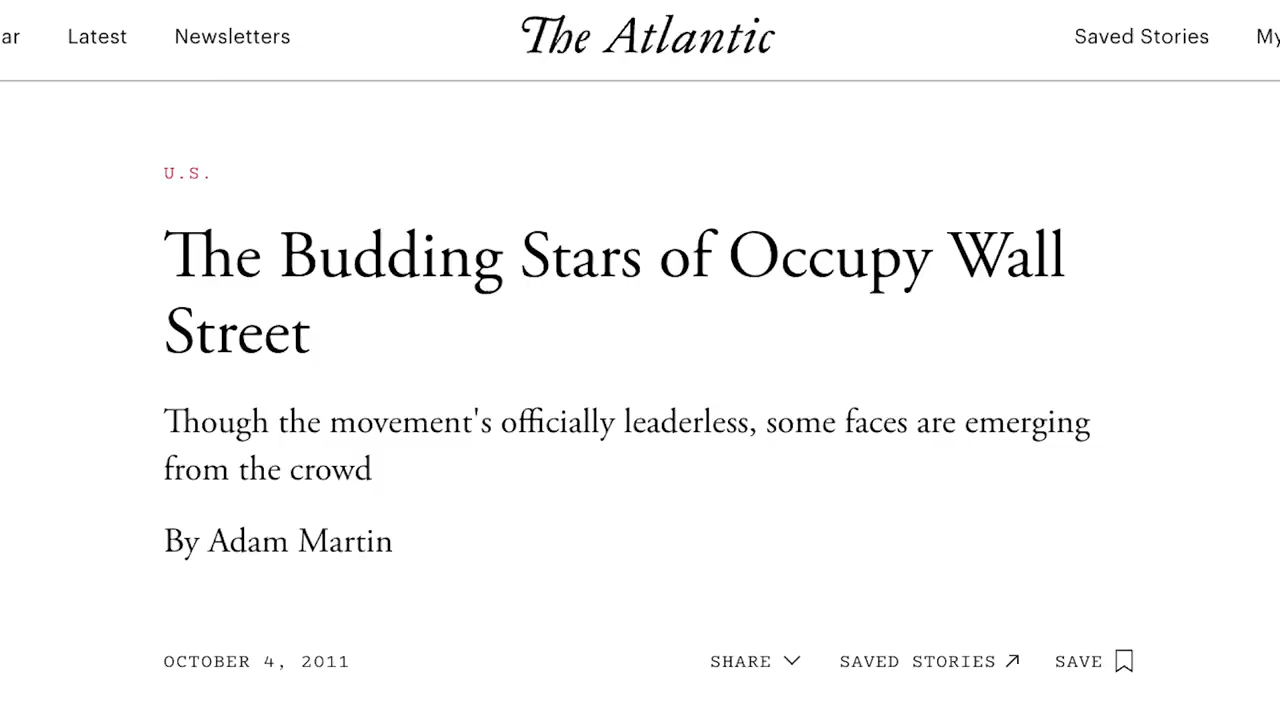 ar Latest Newsletters The Atlantic Saved Stories My
U.S.
The Budding Stars of Occupy Wall
Street
Though the movement's officially leaderless, some faces are emerging
from the crowd
By Adam Martin
OCTOBER 4, 2011 SHARE SAVED STORIES SAVE